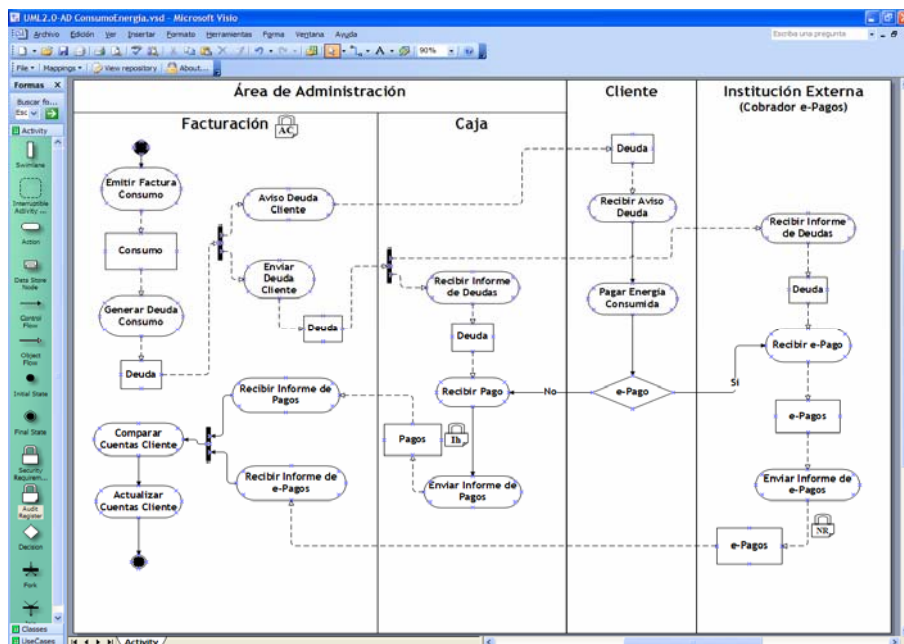 UML2.0-AD ConsumoEnergía.vsd - Microsoft Visio
Archivo Edición Ver Insertar Formato Herramientas Forma Ventana Ayuda
Escriba una pregunta
90%
File Mappings View repository About...
Formas X
Buscar fo...
Esc
Activity
Swimlane
Interruptible
Activity ...
Action
Data Store
Node
Control
Flow
Object
Flow
Initial State
Final State
Security
Requirem...
Audit
Register
Decision
Fork
Classes
UseCases
Área de Administración
Cliente
Institución Externa
(Cobrador e-Pagos)
Facturación
AC
Caja
Emitir Factura
Consumo
Consumo
Generar Deuda
Consumo
Deuda
Aviso Deuda
Cliente
Enviar
Deuda
Cliente
Deuda
Recibir Informe de
Pagos
Comparar
Cuentas Cliente
Recibir Informe de
e-Pagos
Actualizar
Cuentas Cliente
Recibir Informe
de Deudas
Deuda
Recibir Pago
Pagos
Ih
Enviar Informe de
Pagos
Deuda
Recibir Aviso
Deuda
Pagar Energía
Consumida
e-Pago
No
Si
Recibir Informe
de Deudas
Deuda
Recibir e-Pago
e-Pagos
Enviar Informe de
e-Pagos
NR
e-Pagos
Activity